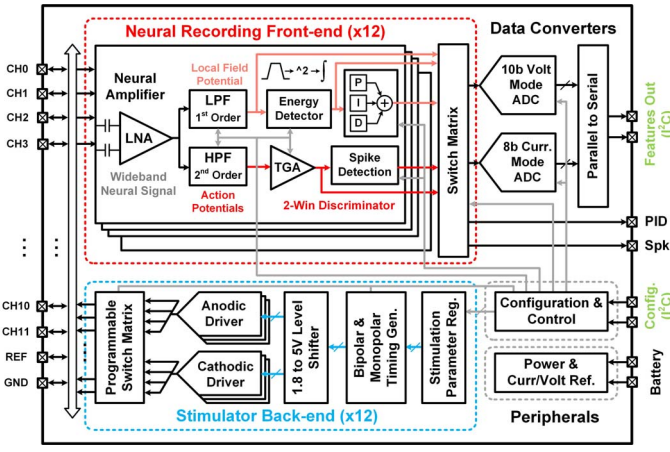 Neural Recording Front-end (x12)
Data Converters
CH0
CH1
CH2
CH3
Neural
Amplifier
LNA
Wideband
Neural Signal
Local Field
Potential
LPF
1st Order
HPF
2nd Order
Action
Potentials
^2
∫
Energy
Detector
P
I
D
+
TGA
Spike
Detection
2-Win Discriminator
Switch Matrix
10b Volt
Mode
ADC
8b Curr.
Mode
ADC
Parallel to Serial
Features Out
(I²C)
PID
Spk
CH10
CH11
REF
GND
Programmable
Switch Matrix
Anodic
Driver
Cathodic
Driver
1.8 to 5V Level
Shifter
Bipolar &
Monopolar
Timing Gen.
Stimulation
Parameter Reg.
Stimulator Back-end (x12)
Configuration &
Control
Power &
Curr/Volt Ref.
Peripherals
Config.
(I²C)
Battery